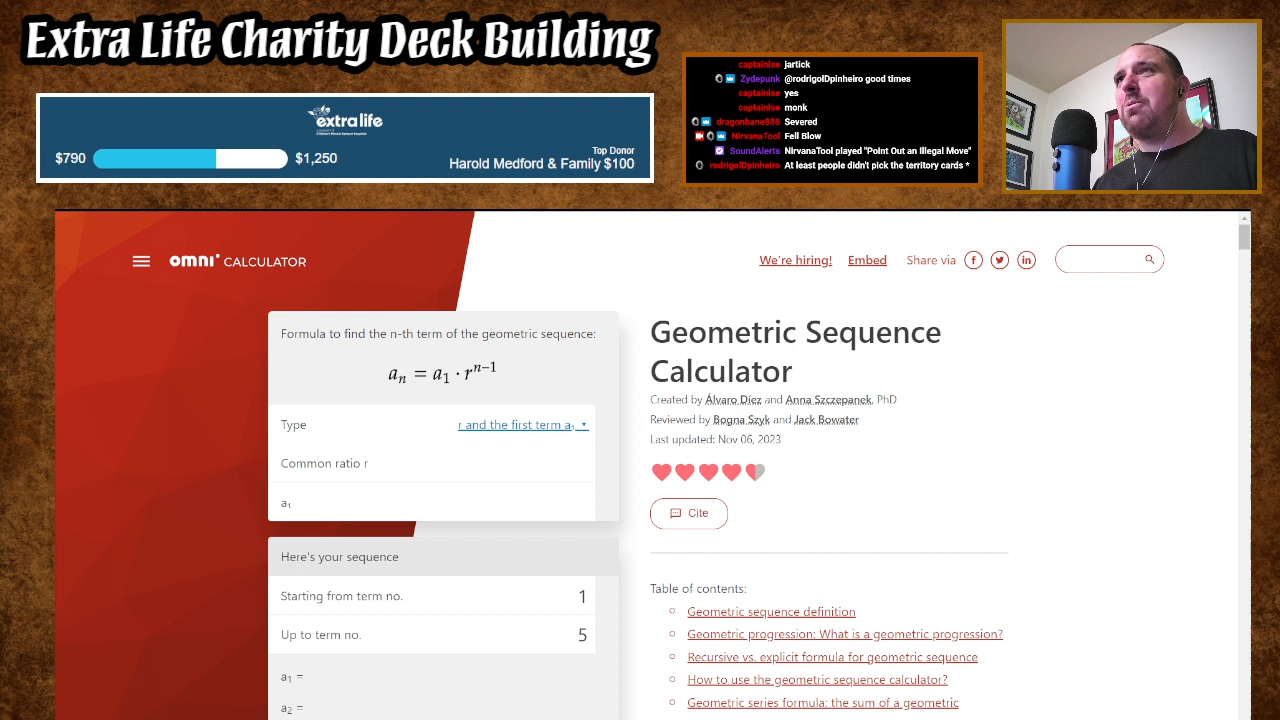 Extra Life Charity Deck Building
extralife
$790
$1,250
Top Donor
Harold Medford & Family $100
captainise jartick
Zydepunk @rodrigolDpinheiro good times
captainise yes
captainise monk
dragonbane886 Severed
NirvanaTool Fell Blow
SoundAlerts NirvanaTool played "Point Out an Illegal Move"
rodrigolDpinheiro At least people didn't pick the territory cards *
omni CALCULATOR
We're hiring! Embed Share via
Formula to find the n-th term of the geometric sequence:
aₙ = a₁ · rⁿ⁻¹
Type r and the first term a₁
Common ratio r
a₁
Here's your sequence
Starting from term no. 1
Up to term no. 5
a₁ =
a₂ =
Geometric Sequence
Calculator
Created by Álvaro Díez and Anna Szczepanek, PhD
Reviewed by Bogna Szyk and Jack Bowater
Last updated: Nov 06, 2023
Cite
Table of contents:
Geometric sequence definition
Geometric progression: What is a geometric progression?
Recursive vs. explicit formula for geometric sequence
How to use the geometric sequence calculator?
Geometric series formula: the sum of a geometric